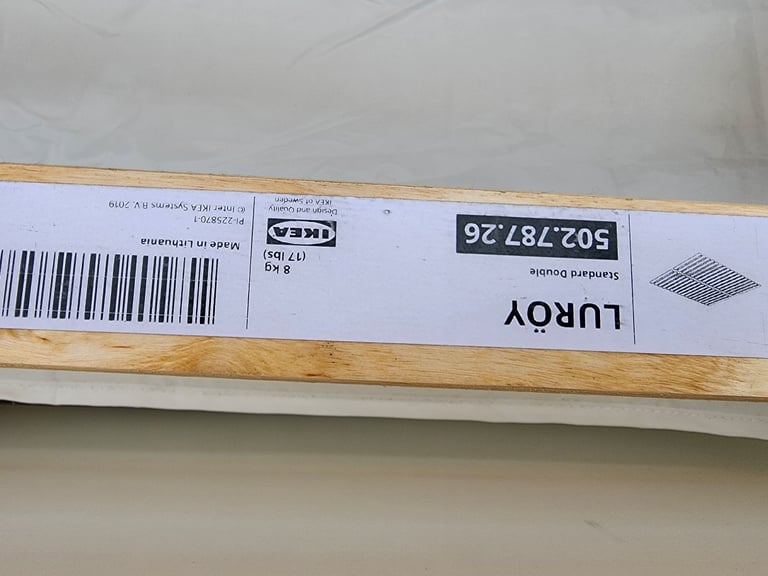 LURÖY
Standard Double
502.787.26
8 kg
(17 lbs)
IKEA
Design and Quality
IKEA of Sweden
Made in Lithuania
PI-225870-1
© Inter IKEA Systems B.V. 2019